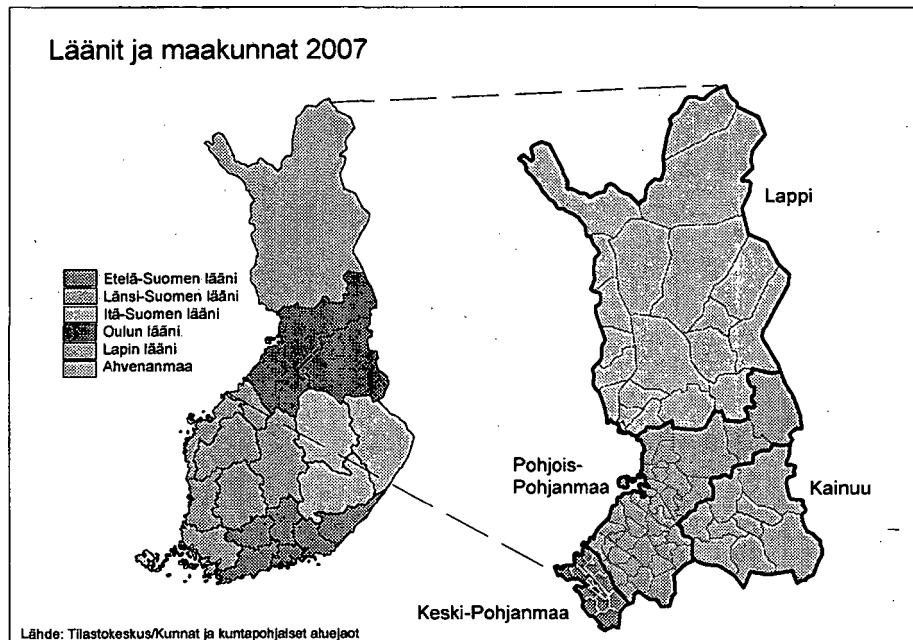 Läänit ja maakunnat 2007
Lappi
Etelä-Suomen lääni
Länsi-Suomen lääni
Itä-Suomen lääni
Oulun lääni
Lapin lääni
Ahvenanmaa
Pohjois-
Pohjanmaa
Kainuu
Keski-Pohjanmaa
Lähde: Tilastokeskus/Kunnat ja kuntapohjaiset aluejaot